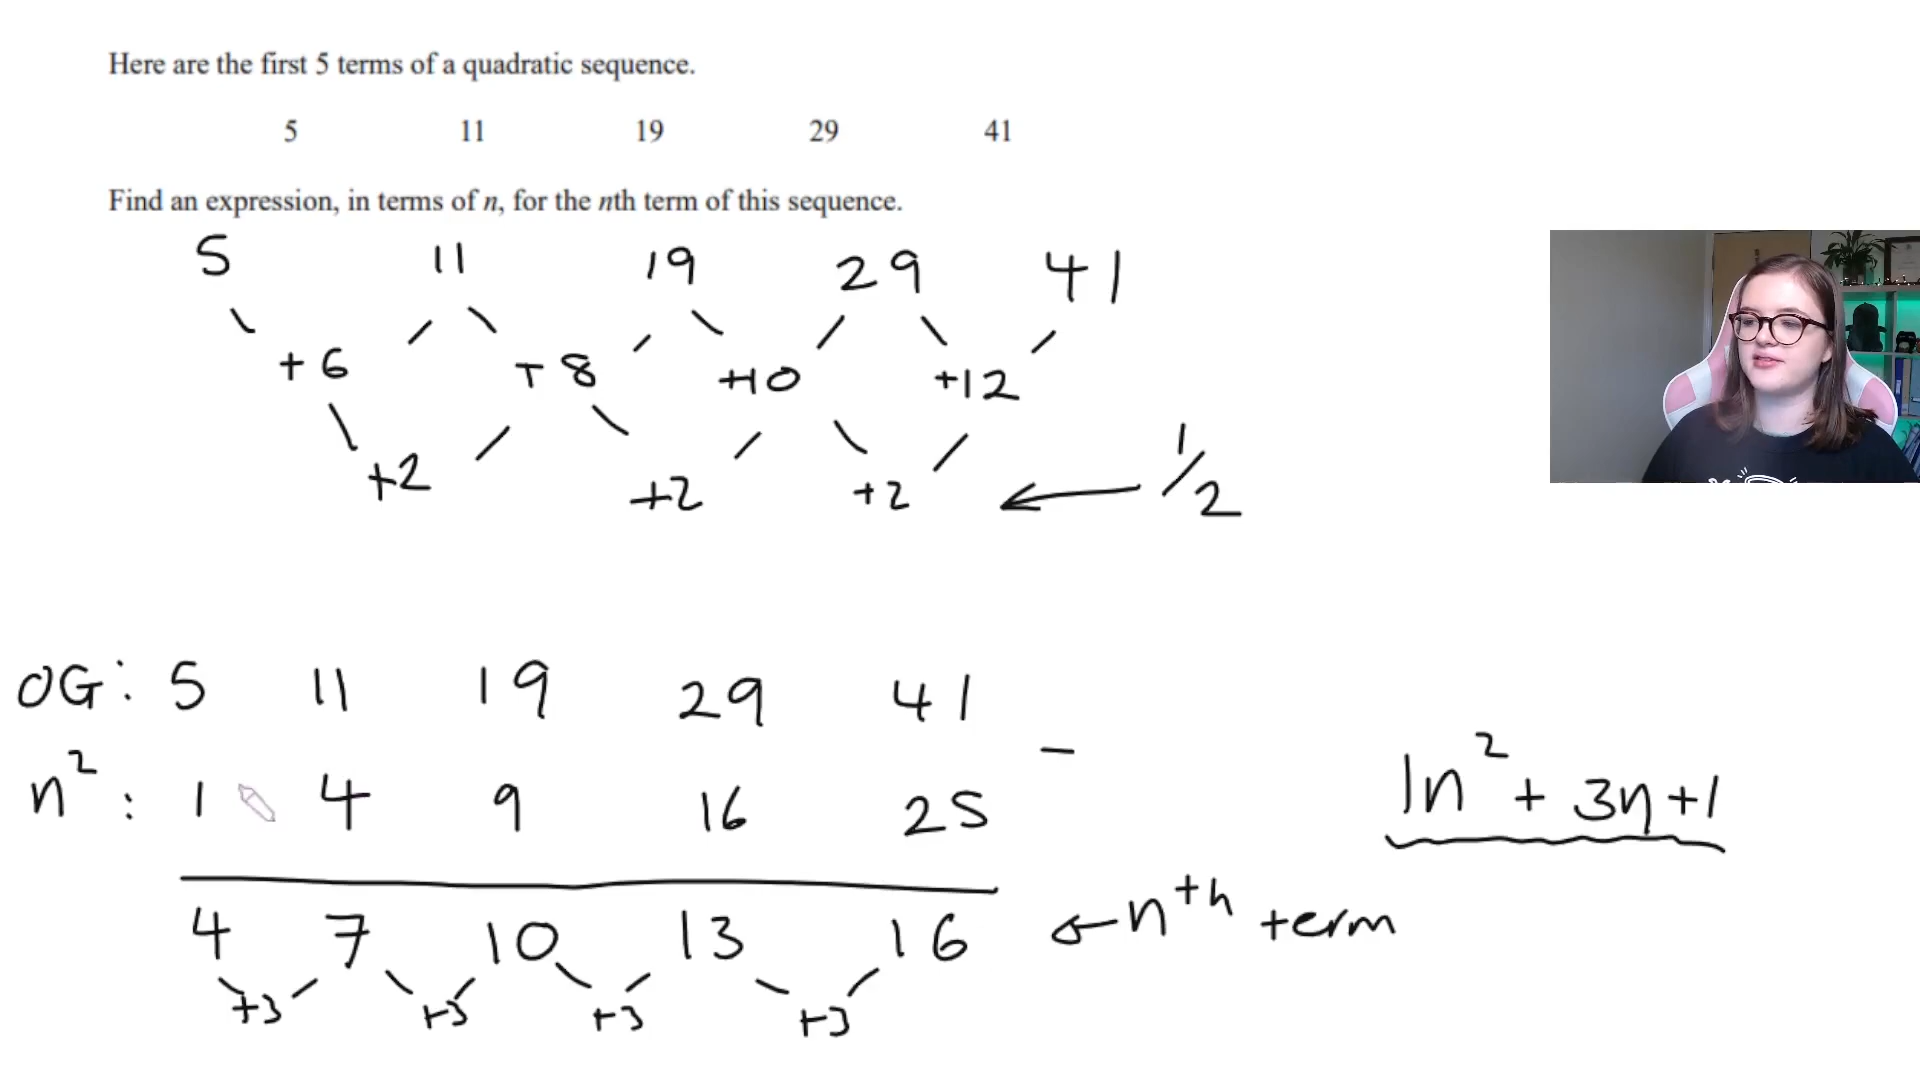 Here are the first 5 terms of a quadratic sequence.
5 11 19 29 41
Find an expression, in terms of n, for the nth term of this sequence.
5 11 19 29 41
+6 +8 +10 +12
+2 +2 +2 ← 1/2
OG: 5 11 19 29 41
−
n²: 1 4 9 16 25
1n² + 3n + 1
4 7 10 13 16 ← nth term
+3 +3 +3 +3